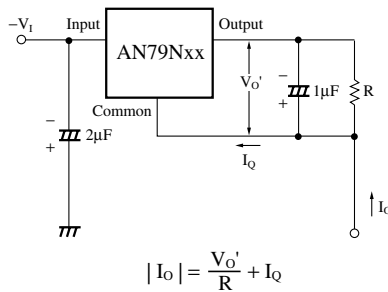 −V_I
Input
Output
AN79Nxx
Common
−
+
2μF
V_O'
−
+
1μF
R
I_Q
I_O
| I_O | = V_O' / R + I_Q